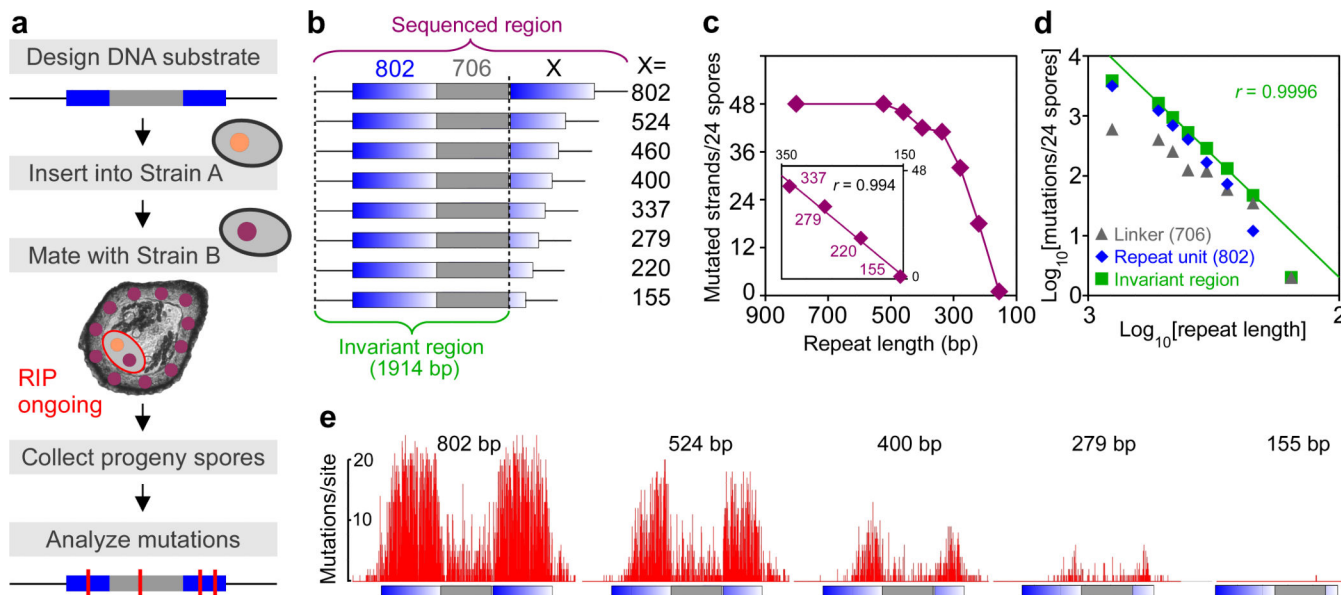 a
Design DNA substrate
Insert into Strain A
Mate with Strain B
RIP
ongoing
Collect progeny spores
Analyze mutations
b
Sequenced region
802 706 X X=
802
524
460
400
337
279
220
155
Invariant region
(1914 bp)
c
Mutated strands/24 spores
48
36
24
12
0
900 700 500 300 100
Repeat length (bp)
350 150
48
0
r = 0.994
337
279
220
155
d
Log10[mutations/24 spores]
4
3
2
1
0
r = 0.9996
Linker (706)
Repeat unit (802)
Invariant region
3 2
Log10[repeat length]
e
Mutations/site
20
10
802 bp 524 bp 400 bp 279 bp 155 bp